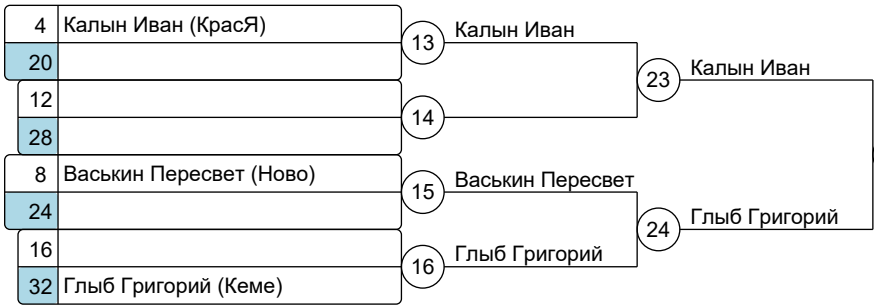 4 Калын Иван (КрасЯ)
13 Калын Иван
20
23 Калын Иван
12
14
28
8 Васькин Пересвет (Ново)
15 Васькин Пересвет
24
24 Глыб Григорий
16
16 Глыб Григорий
32 Глыб Григорий (Кеме)